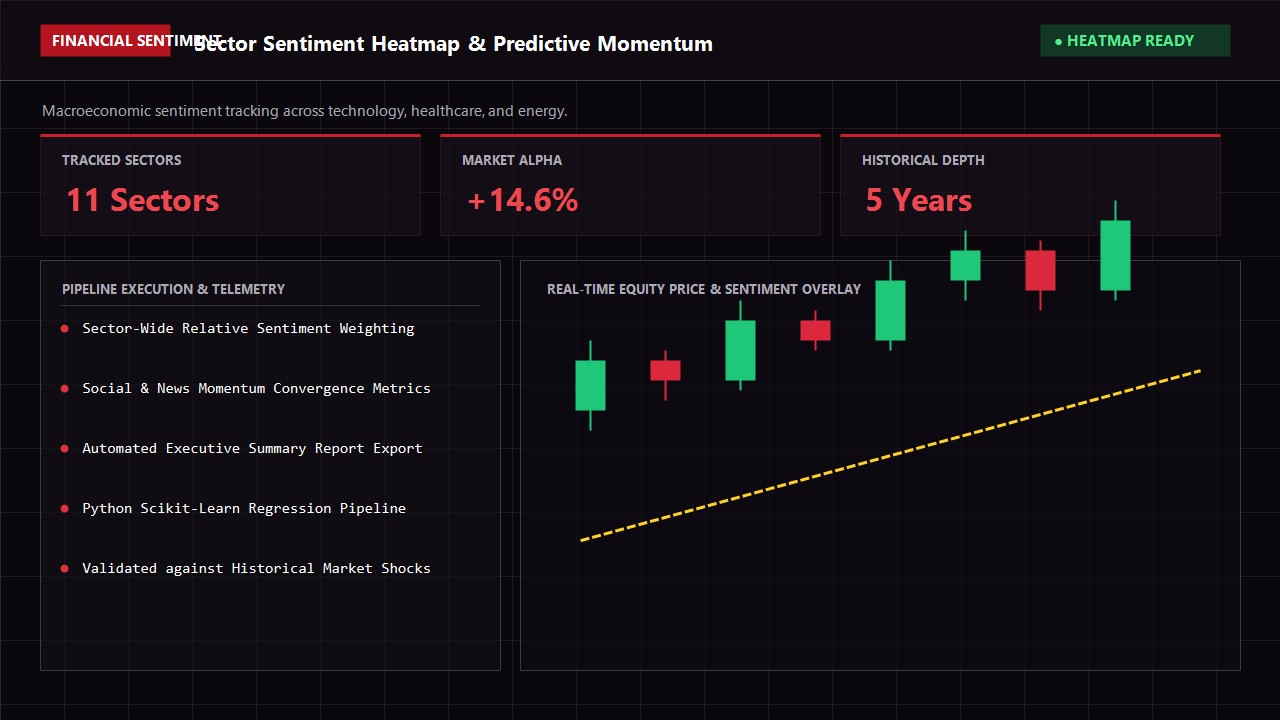 FINANCIAL SENTIMENT
Sector Sentiment Heatmap & Predictive Momentum
● HEATMAP READY
Macroeconomic sentiment tracking across technology, healthcare, and energy.
TRACKED SECTORS
11 Sectors
MARKET ALPHA
+14.6%
HISTORICAL DEPTH
5 Years
PIPELINE EXECUTION & TELEMETRY
Sector-Wide Relative Sentiment Weighting
Social & News Momentum Convergence Metrics
Automated Executive Summary Report Export
Python Scikit-Learn Regression Pipeline
Validated against Historical Market Shocks
REAL-TIME EQUITY PRICE & SENTIMENT OVERLAY